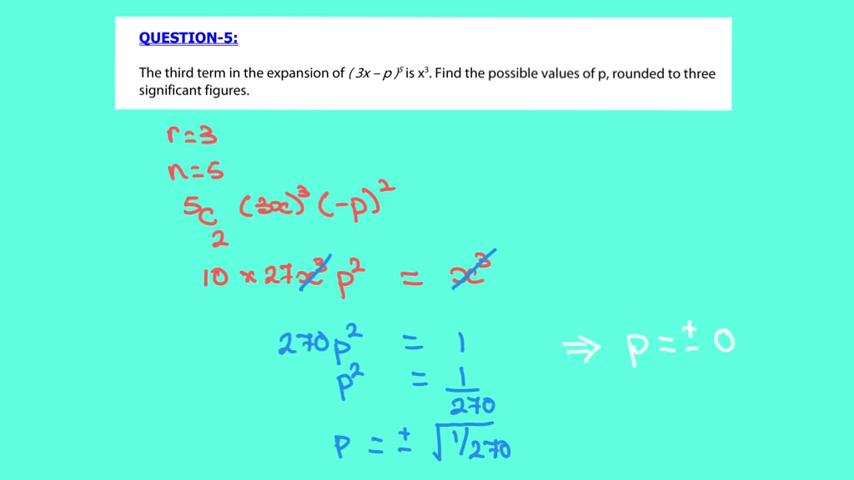 QUESTION-5:
The third term in the expansion of (3x – p)⁵ is x³. Find the possible values of p, rounded to three
significant figures.
r=3
n=5
5C2 (3x)³ (-p)²
10 × 27x³ p² = x³
270p² = 1
p² = 1/270
p = ± √1/270
⇒ p = ± 0